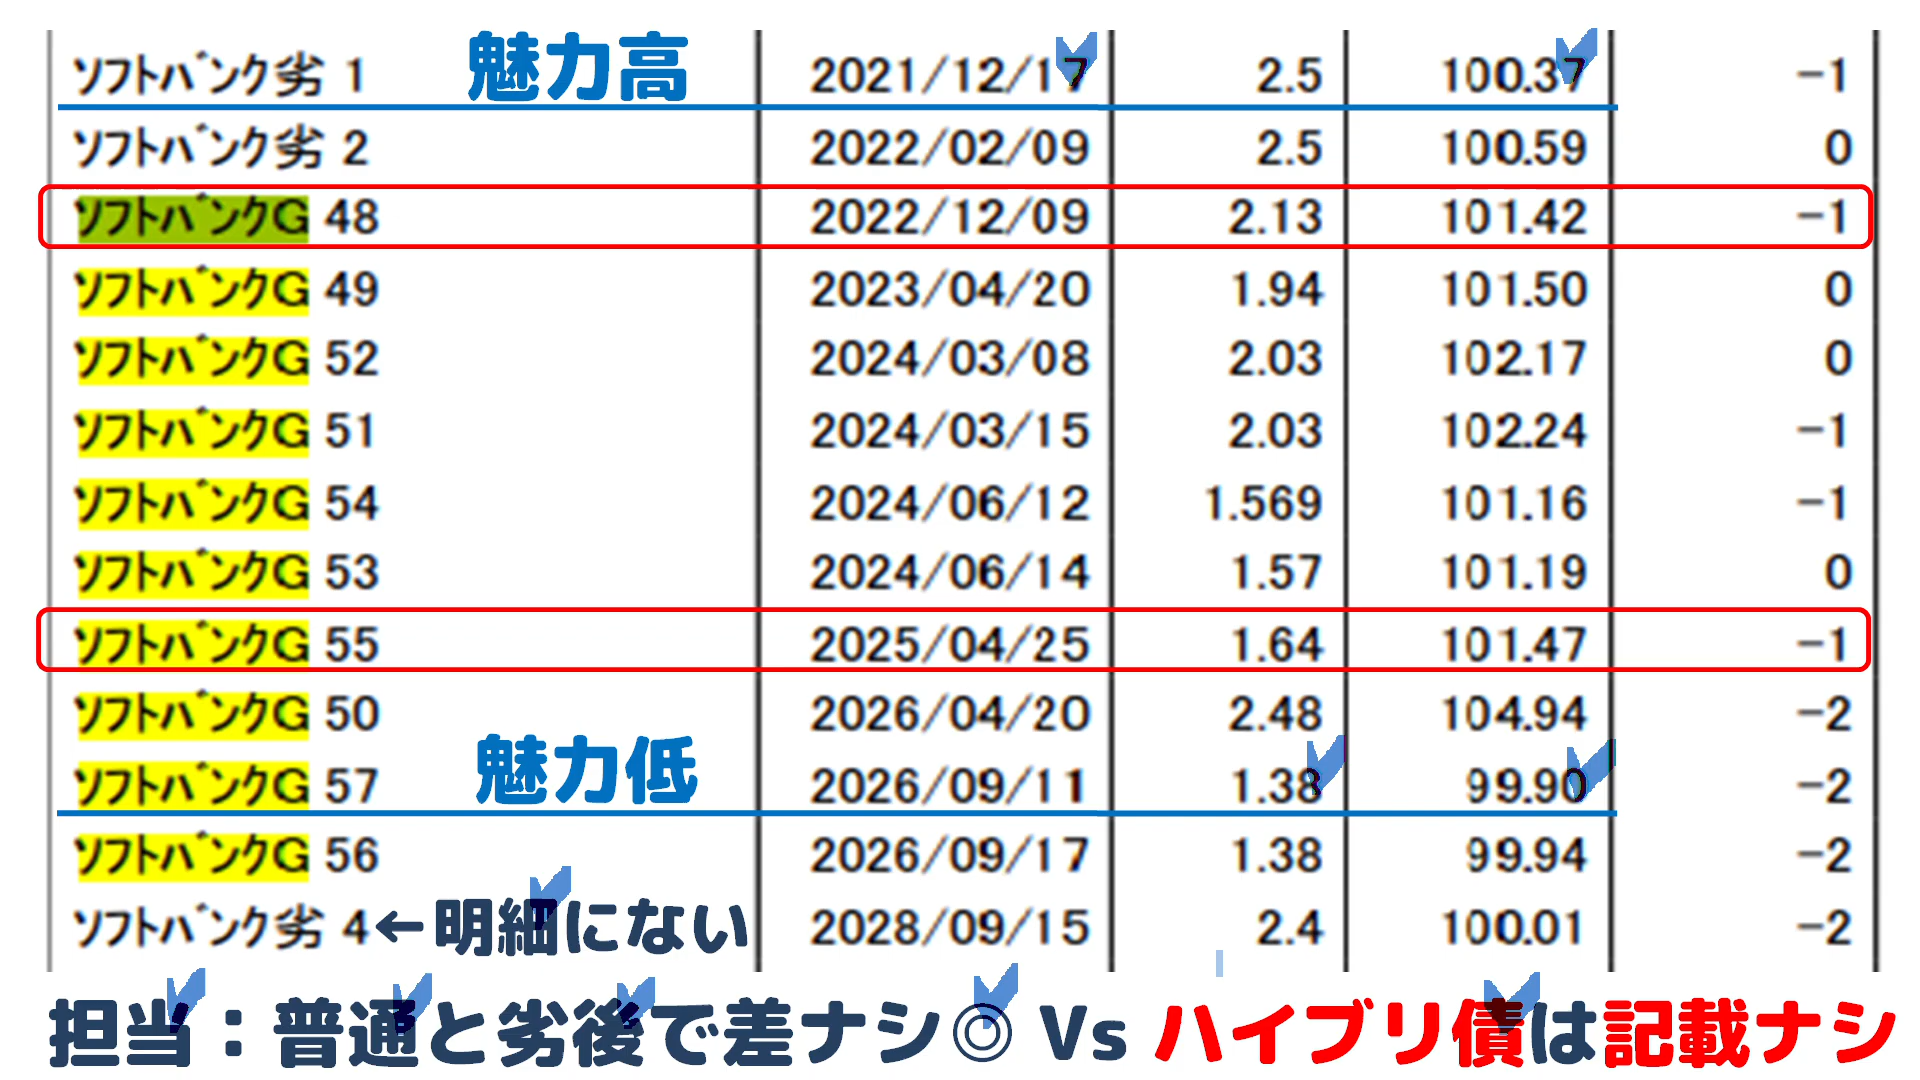 ソフトバンク劣 1 魅力高 2021/12/17 2.5 100.37 -1
ソフトバンク劣 2 2022/02/09 2.5 100.59 0
ソフトバンクG 48 2022/12/09 2.13 101.42 -1
ソフトバンクG 49 2023/04/20 1.94 101.50 0
ソフトバンクG 52 2024/03/08 2.03 102.17 0
ソフトバンクG 51 2024/03/15 2.03 102.24 -1
ソフトバンクG 54 2024/06/12 1.569 101.16 -1
ソフトバンクG 53 2024/06/14 1.57 101.19 0
ソフトバンクG 55 2025/04/25 1.64 101.47 -1
ソフトバンクG 50 2026/04/20 2.48 104.94 -2
ソフトバンクG 57 魅力低 2026/09/11 1.38 99.90 -2
ソフトバンクG 56 2026/09/17 1.38 99.94 -2
ソフトバンク劣 4 ←明細にない 2028/09/15 2.4 100.01 -2
担当：普通と劣後で差ナシ◎ Vs ハイブリ債は記載ナシ